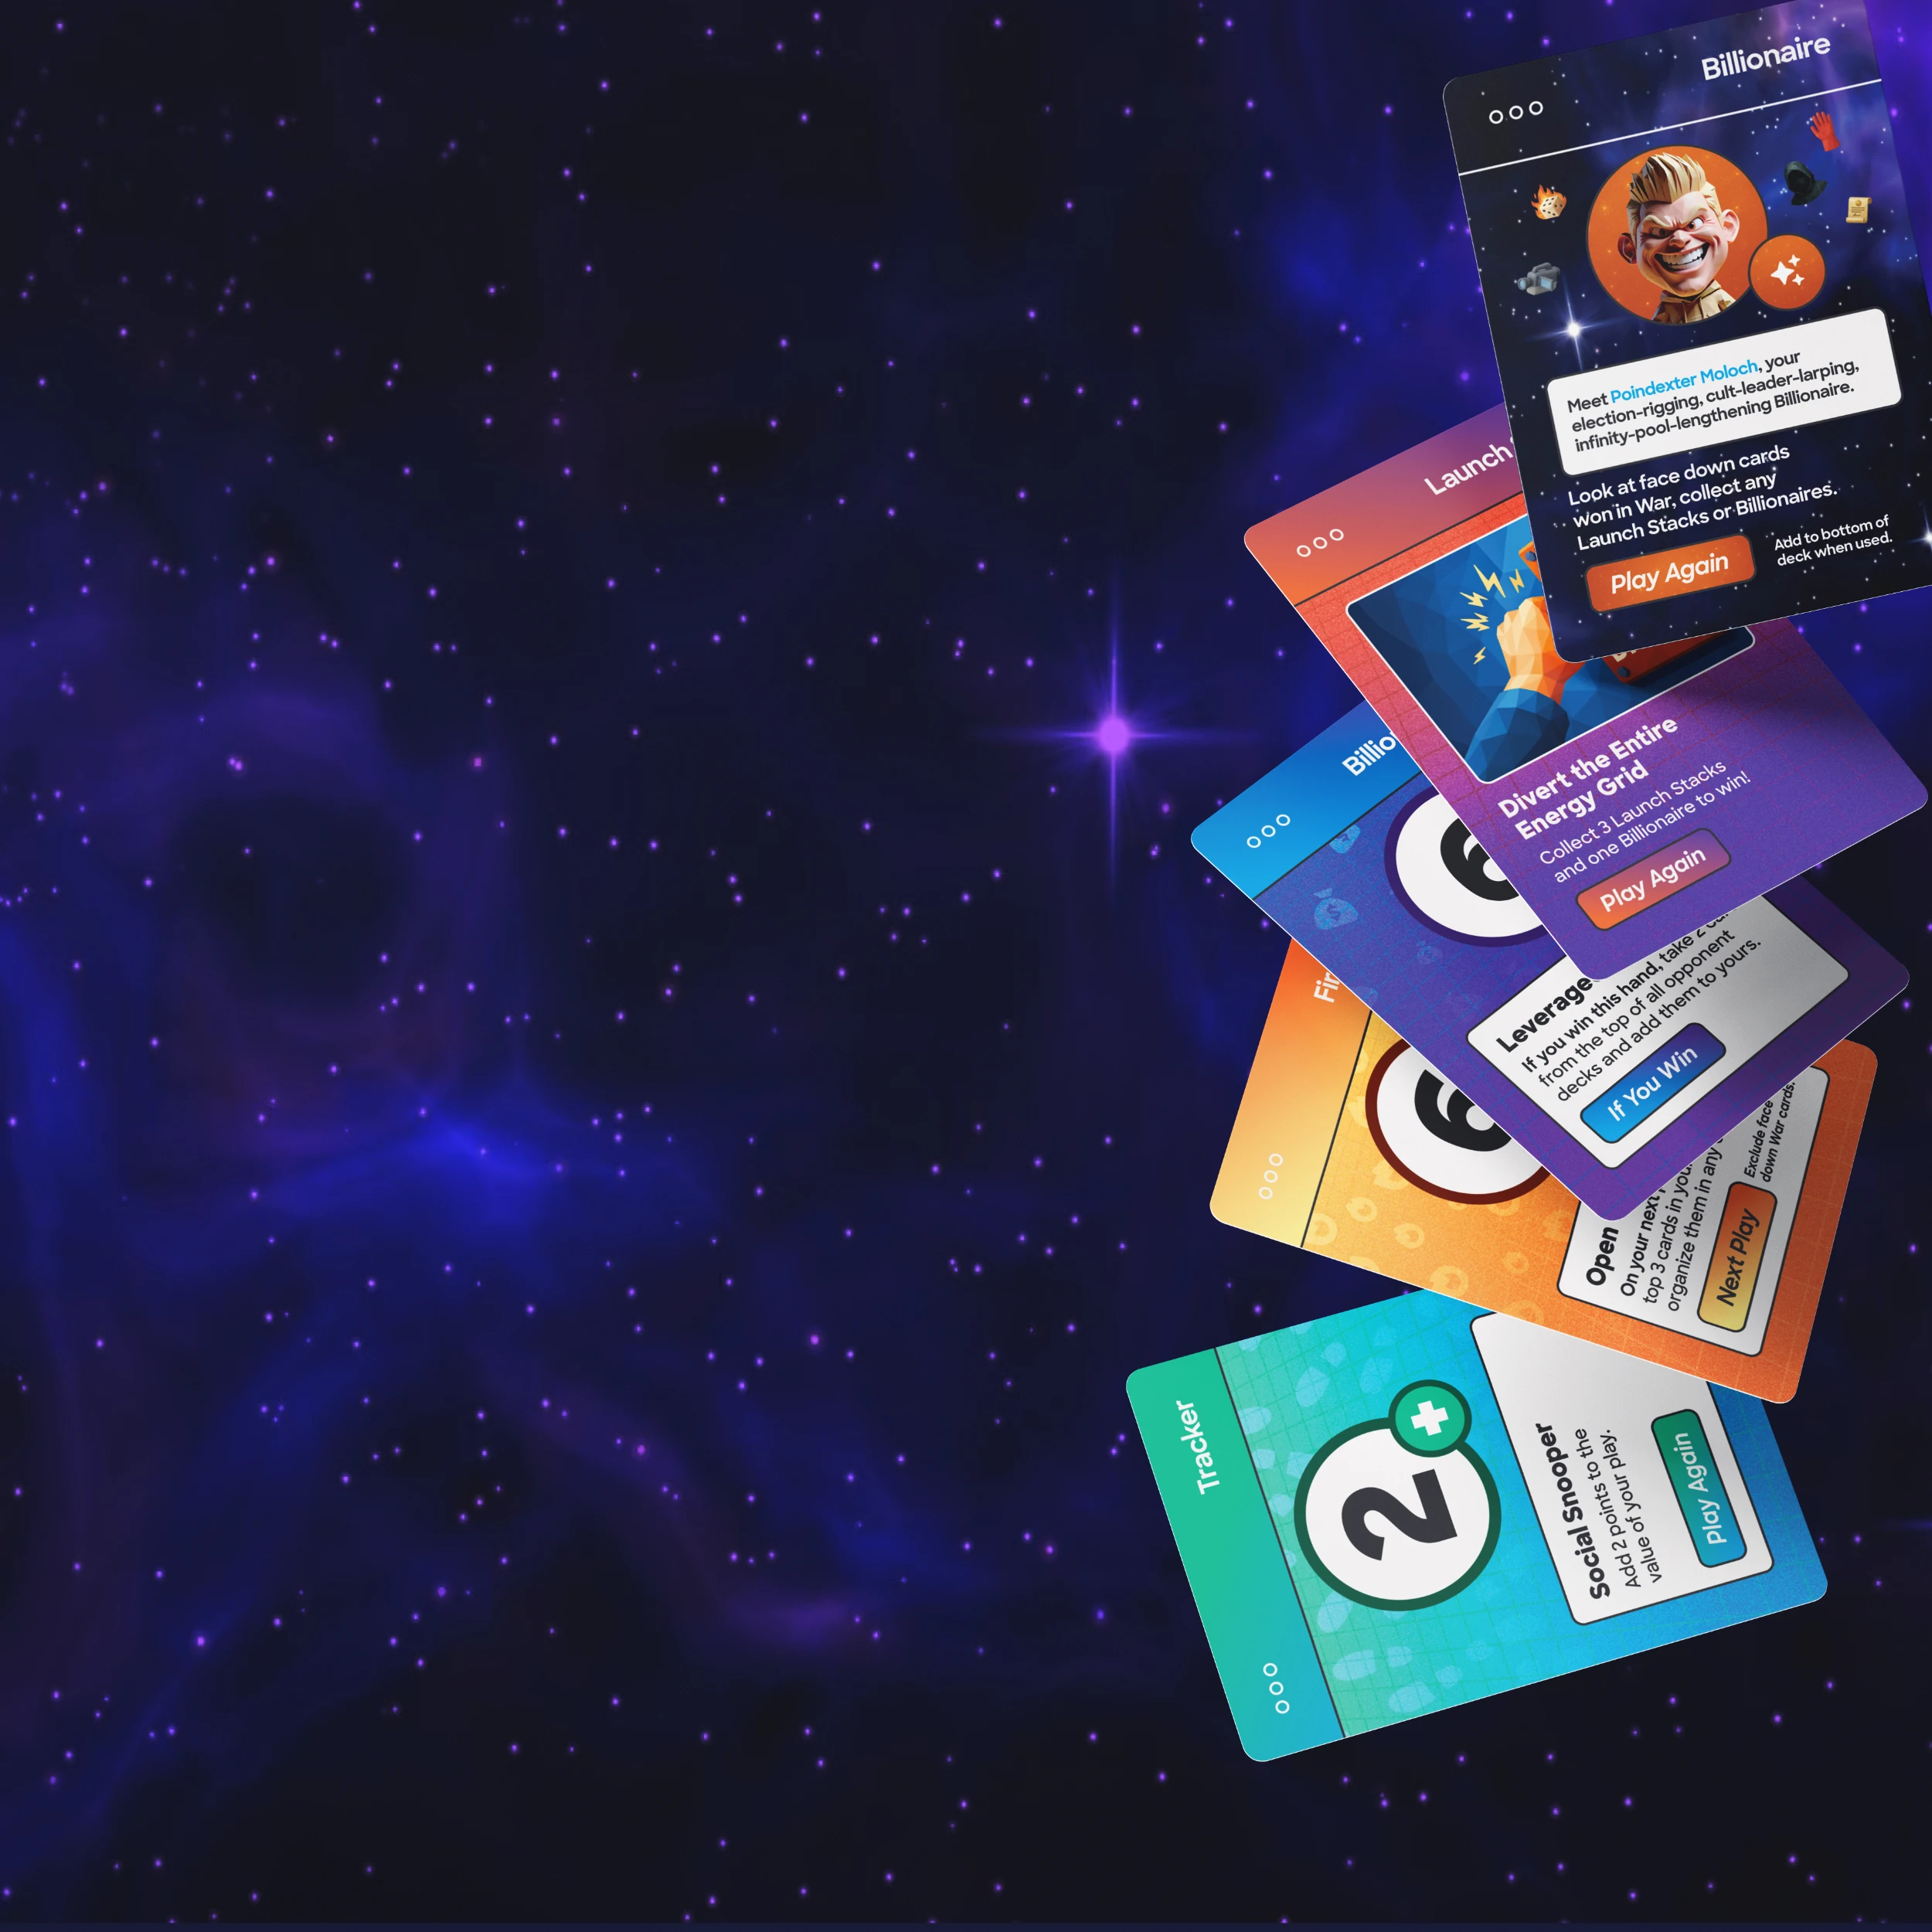 Billionaire
Meet Poindexter Moloch, your
election-rigging, cult-leader-larping,
infinity-pool-lengthening Billionaire.
Look at face down cards
won in War, collect any
Launch Stacks or Billionaires.
Play Again
Add to bottom of
deck when used.
Launch
Divert the Entire
Energy Grid
Collect 3 Launch Stacks
and one Billionaire to win!
Play Again
6
Leverage
If you win this hand, take 2
from the top of all opponent
decks and add them to yours.
If You Win
6
Open
On your next
top 3 cards in your
organize them in any
Next Play
Exclude face
down War cards.
Tracker
2
Social Snooper
Add 2 points to the
value of your play.
Play Again